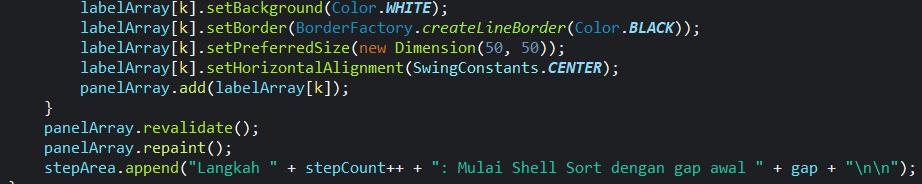 labelArray[k].setBackground(Color.WHITE);
labelArray[k].setBorder(BorderFactory.createLineBorder(Color.BLACK));
labelArray[k].setPreferredSize(new Dimension(50, 50));
labelArray[k].setHorizontalAlignment(SwingConstants.CENTER);
panelArray.add(labelArray[k]);
}
panelArray.revalidate();
panelArray.repaint();
stepArea.append("Langkah " + stepCount++ + ": Mulai Shell Sort dengan gap awal " + gap + "\n\n");